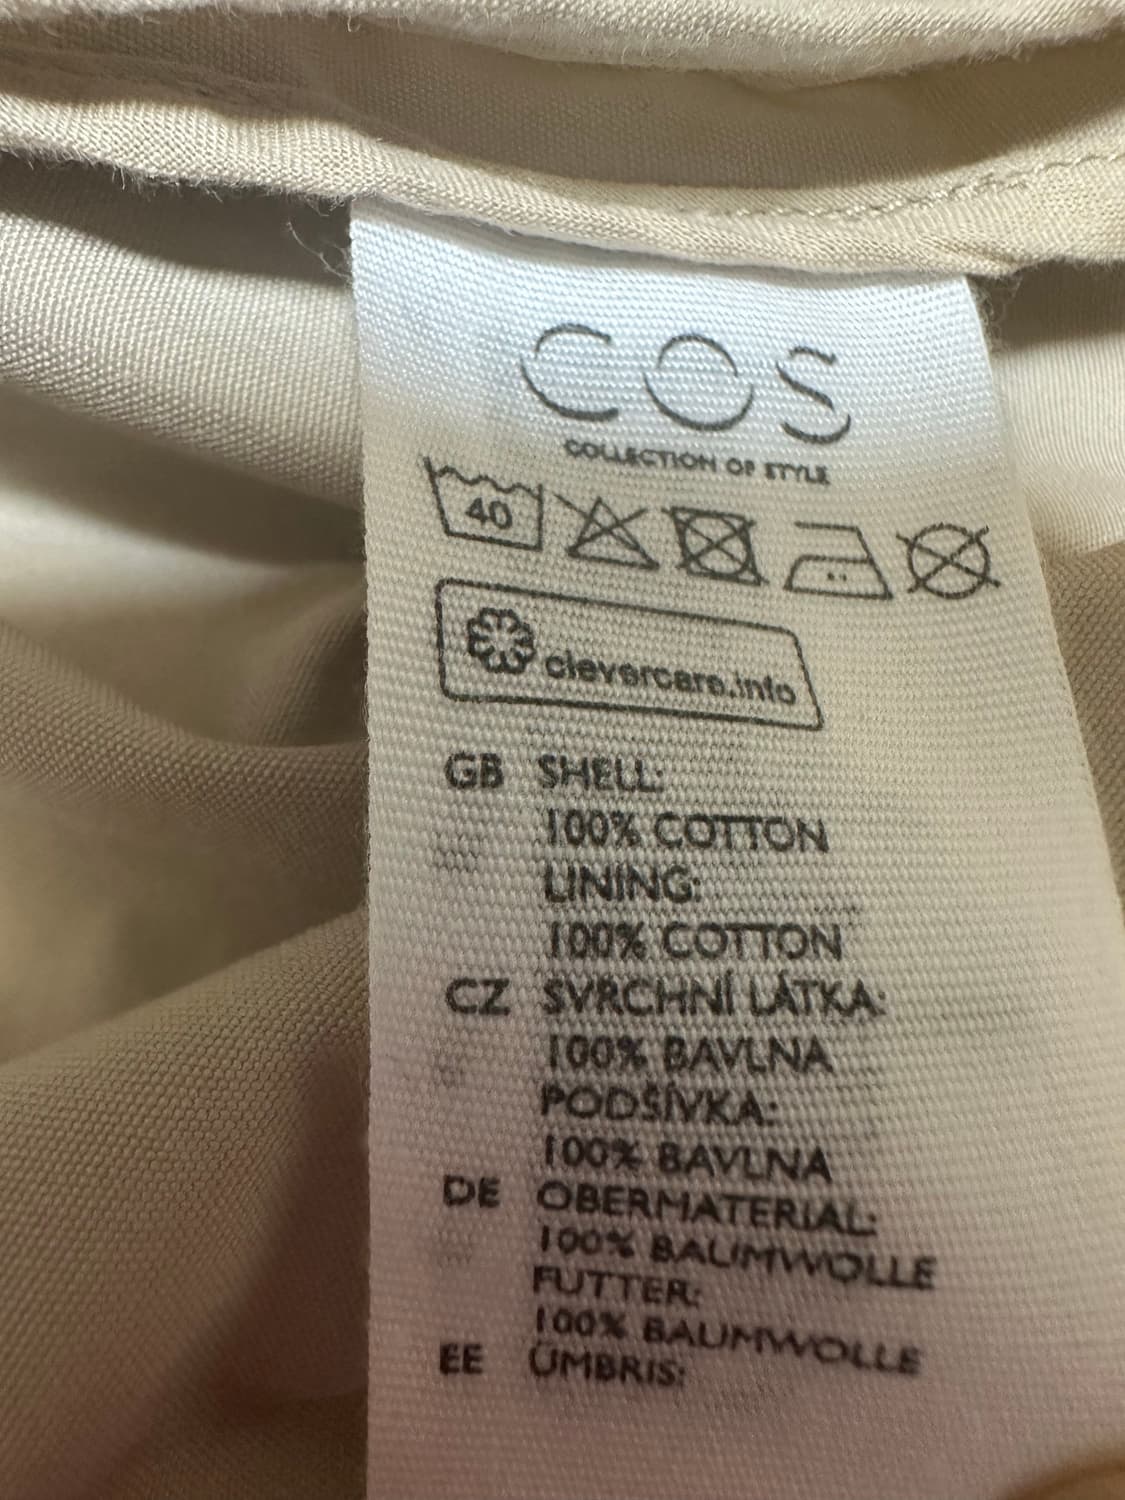 COS
COLLECTION OF STYLE
40
clevercare.info
GB SHELL:
100% COTTON
LINING:
100% COTTON
CZ SVRCHNÍ LÁTKA:
100% BAVLNA
PODŠÍVKA:
100% BAVLNA
DE OBERMATERIAL:
100% BAUMWOLLE
FUTTER:
100% BAUMWOLLE
EE ÜMBRIS: